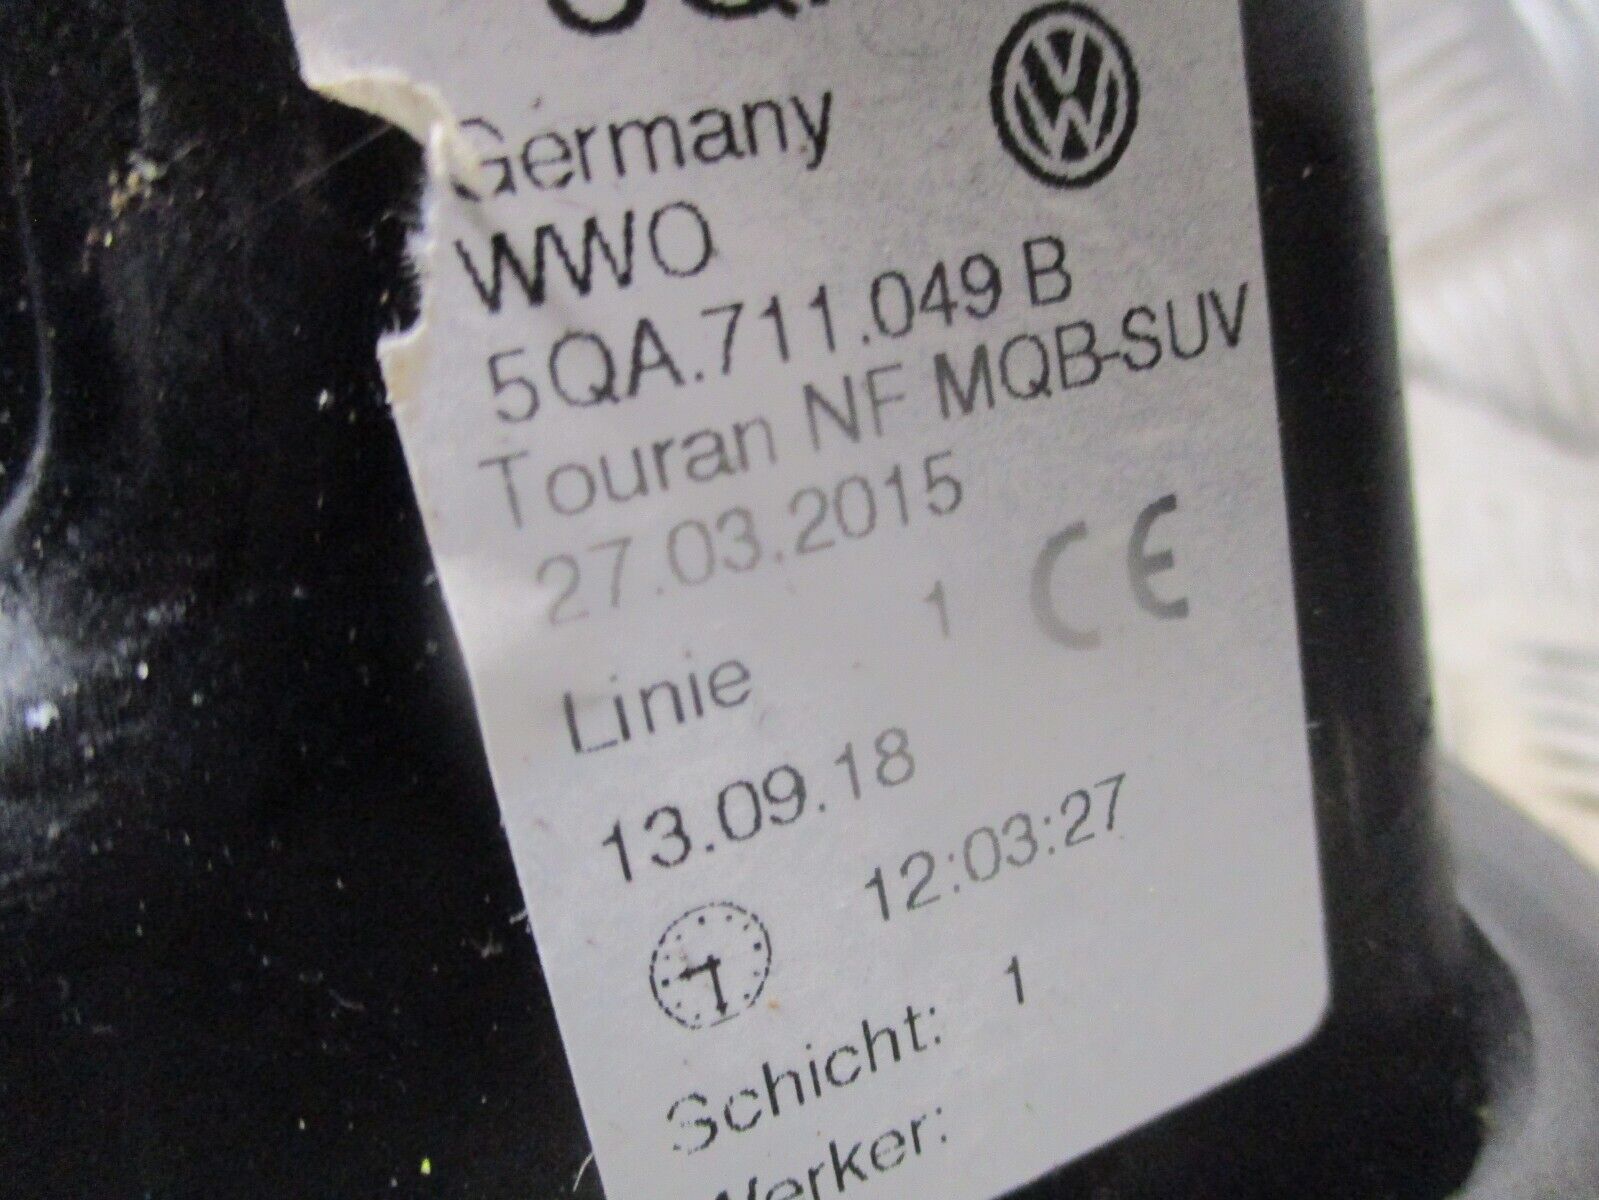 Germany
WWO
5QA.711.049 B
Touran NF MQB-SUV
27.03.2015
Linie 1 CE
13.09.18
12:03:27
Schicht: 1
Werker: